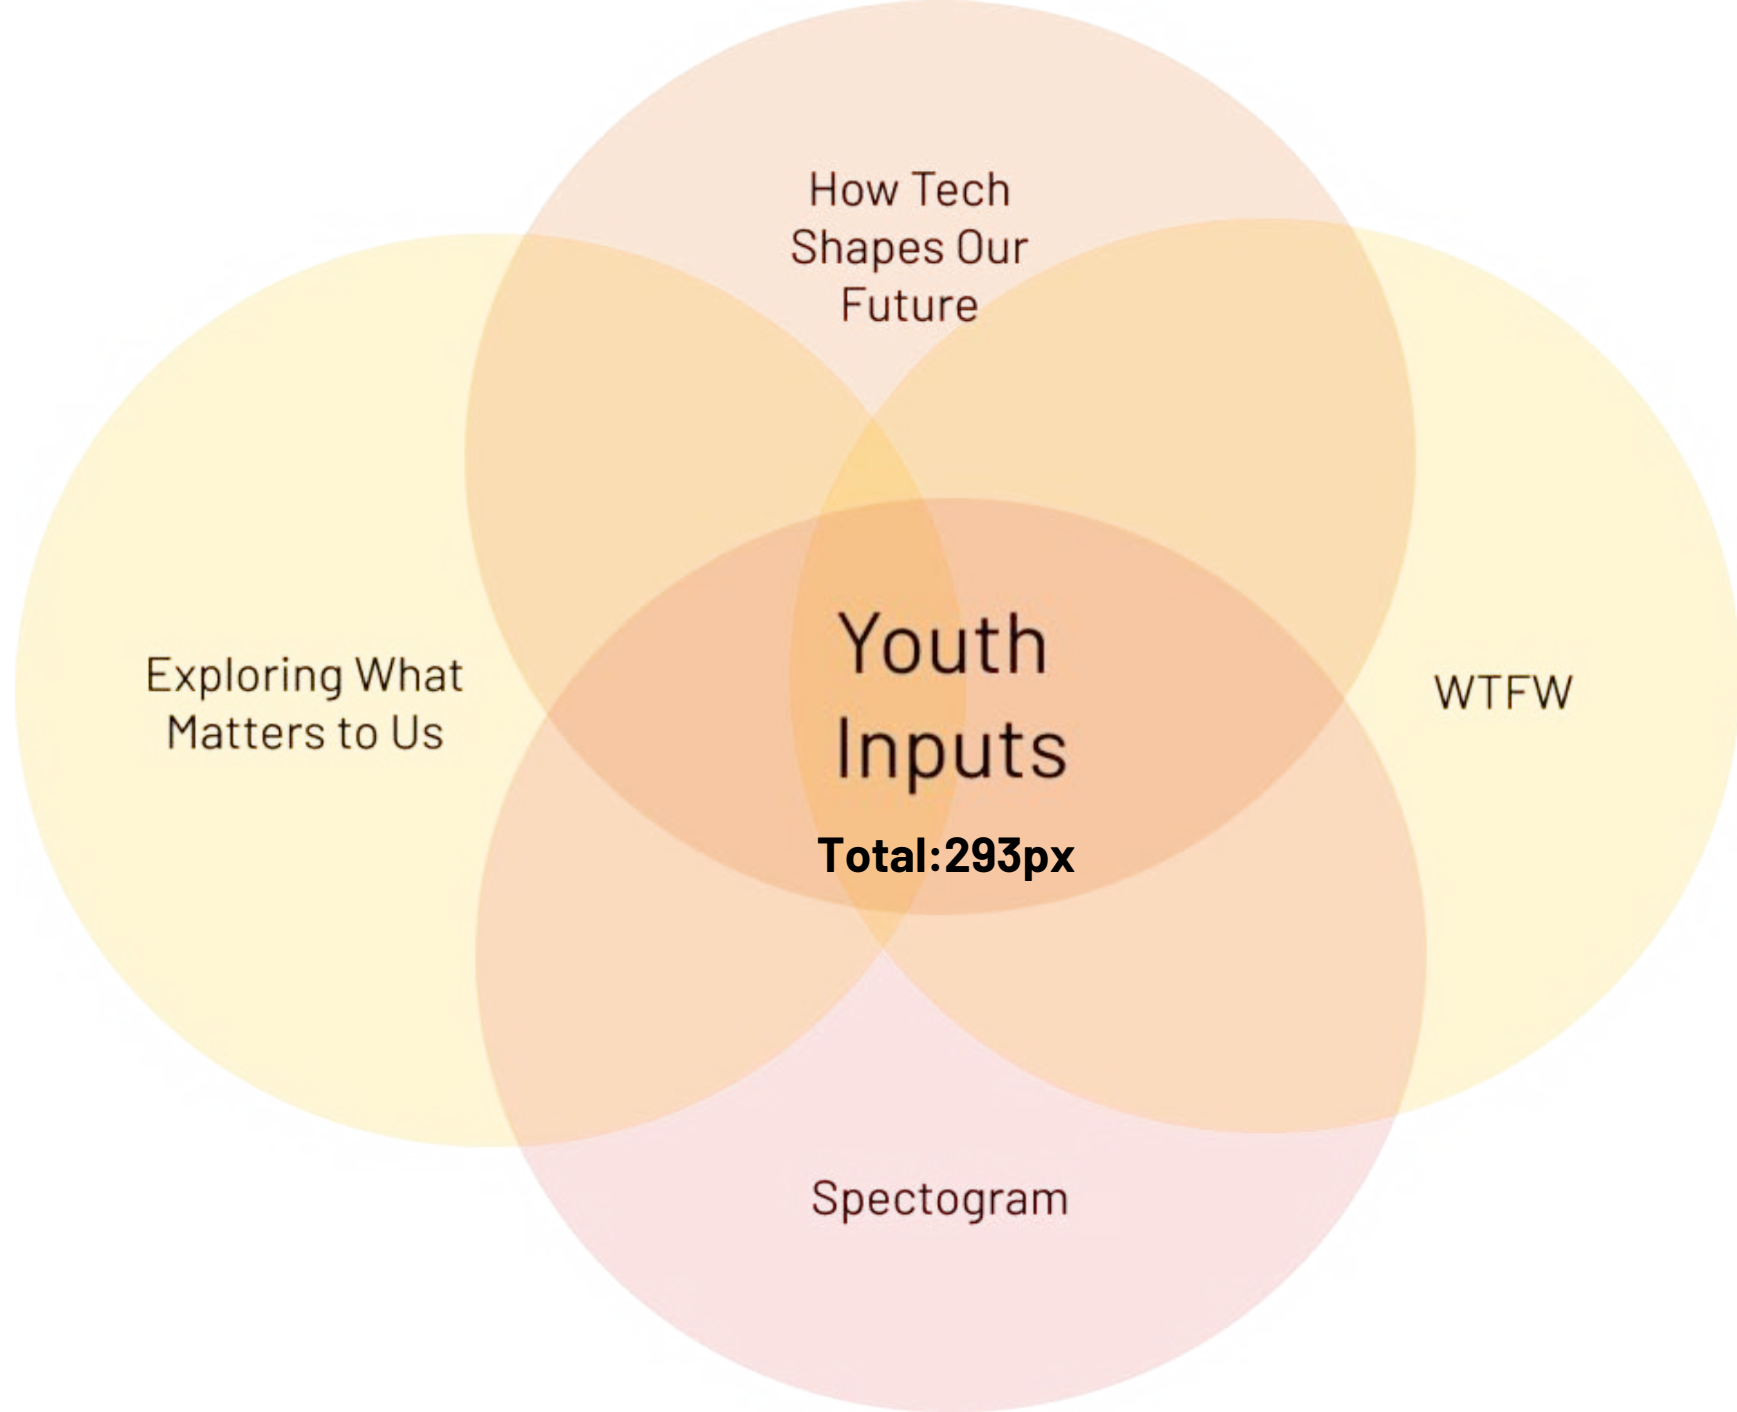 How Tech
Shapes Our
Future
Exploring What
Matters to Us
Youth
Inputs
Total:293px
WTFW
Spectogram